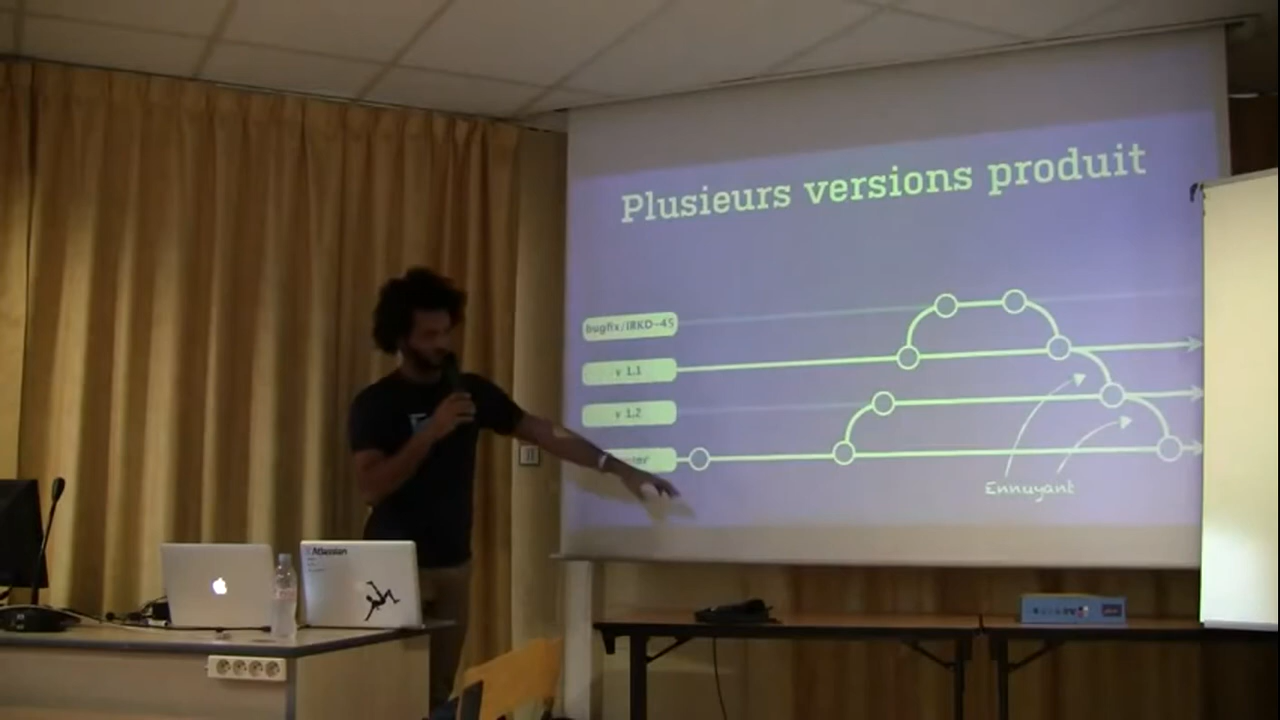 Plusieurs versions produit
bugfix/IRKD-45
v 1.1
v 1.2
Ennuyant
Atlassian